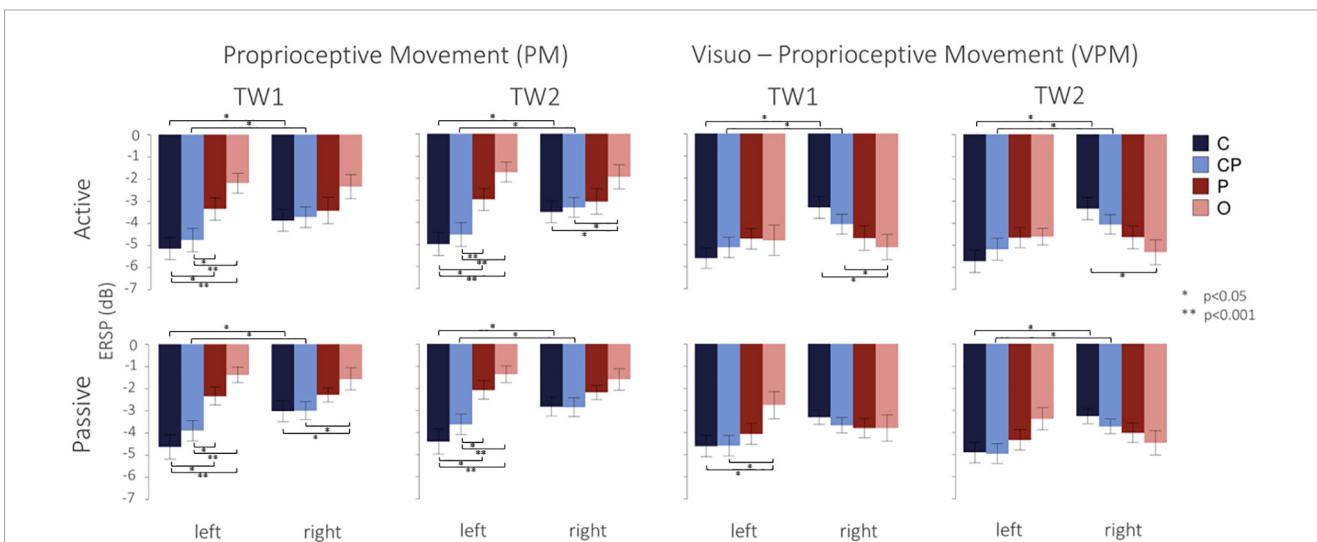 Proprioceptive Movement (PM) Visuo – Proprioceptive Movement (VPM)
TW1 TW2 TW1 TW2
* * * *
* * * *
0
-1
-2
-3
-4
-5
-6
-7
Active
C
CP
P
O
* ** * **
** ** * **
* *
* *
*
* p<0.05
** p<0.001
ERSP (dB)
* * *
* * *
0
-1
-2
-3
-4
-5
-6
-7
Passive
* ** * **
* ** * **
* *
* *
left right left right left right left right